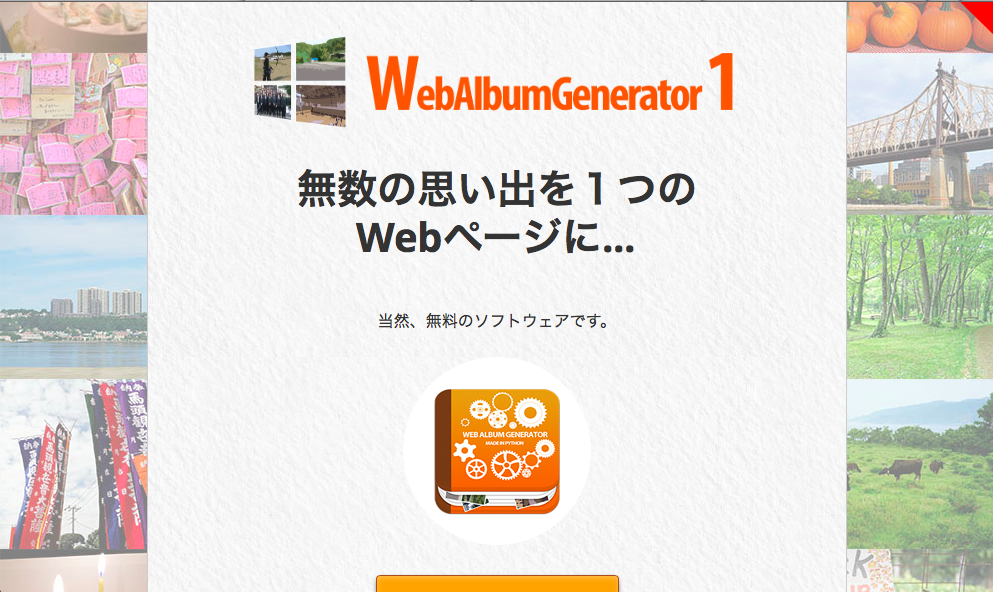 WebAlbumGenerator 1
無数の思い出を１つの
Webページに...
当然、無料のソフトウェアです。
WEB ALBUM GENERATOR
MADE IN PYTHON